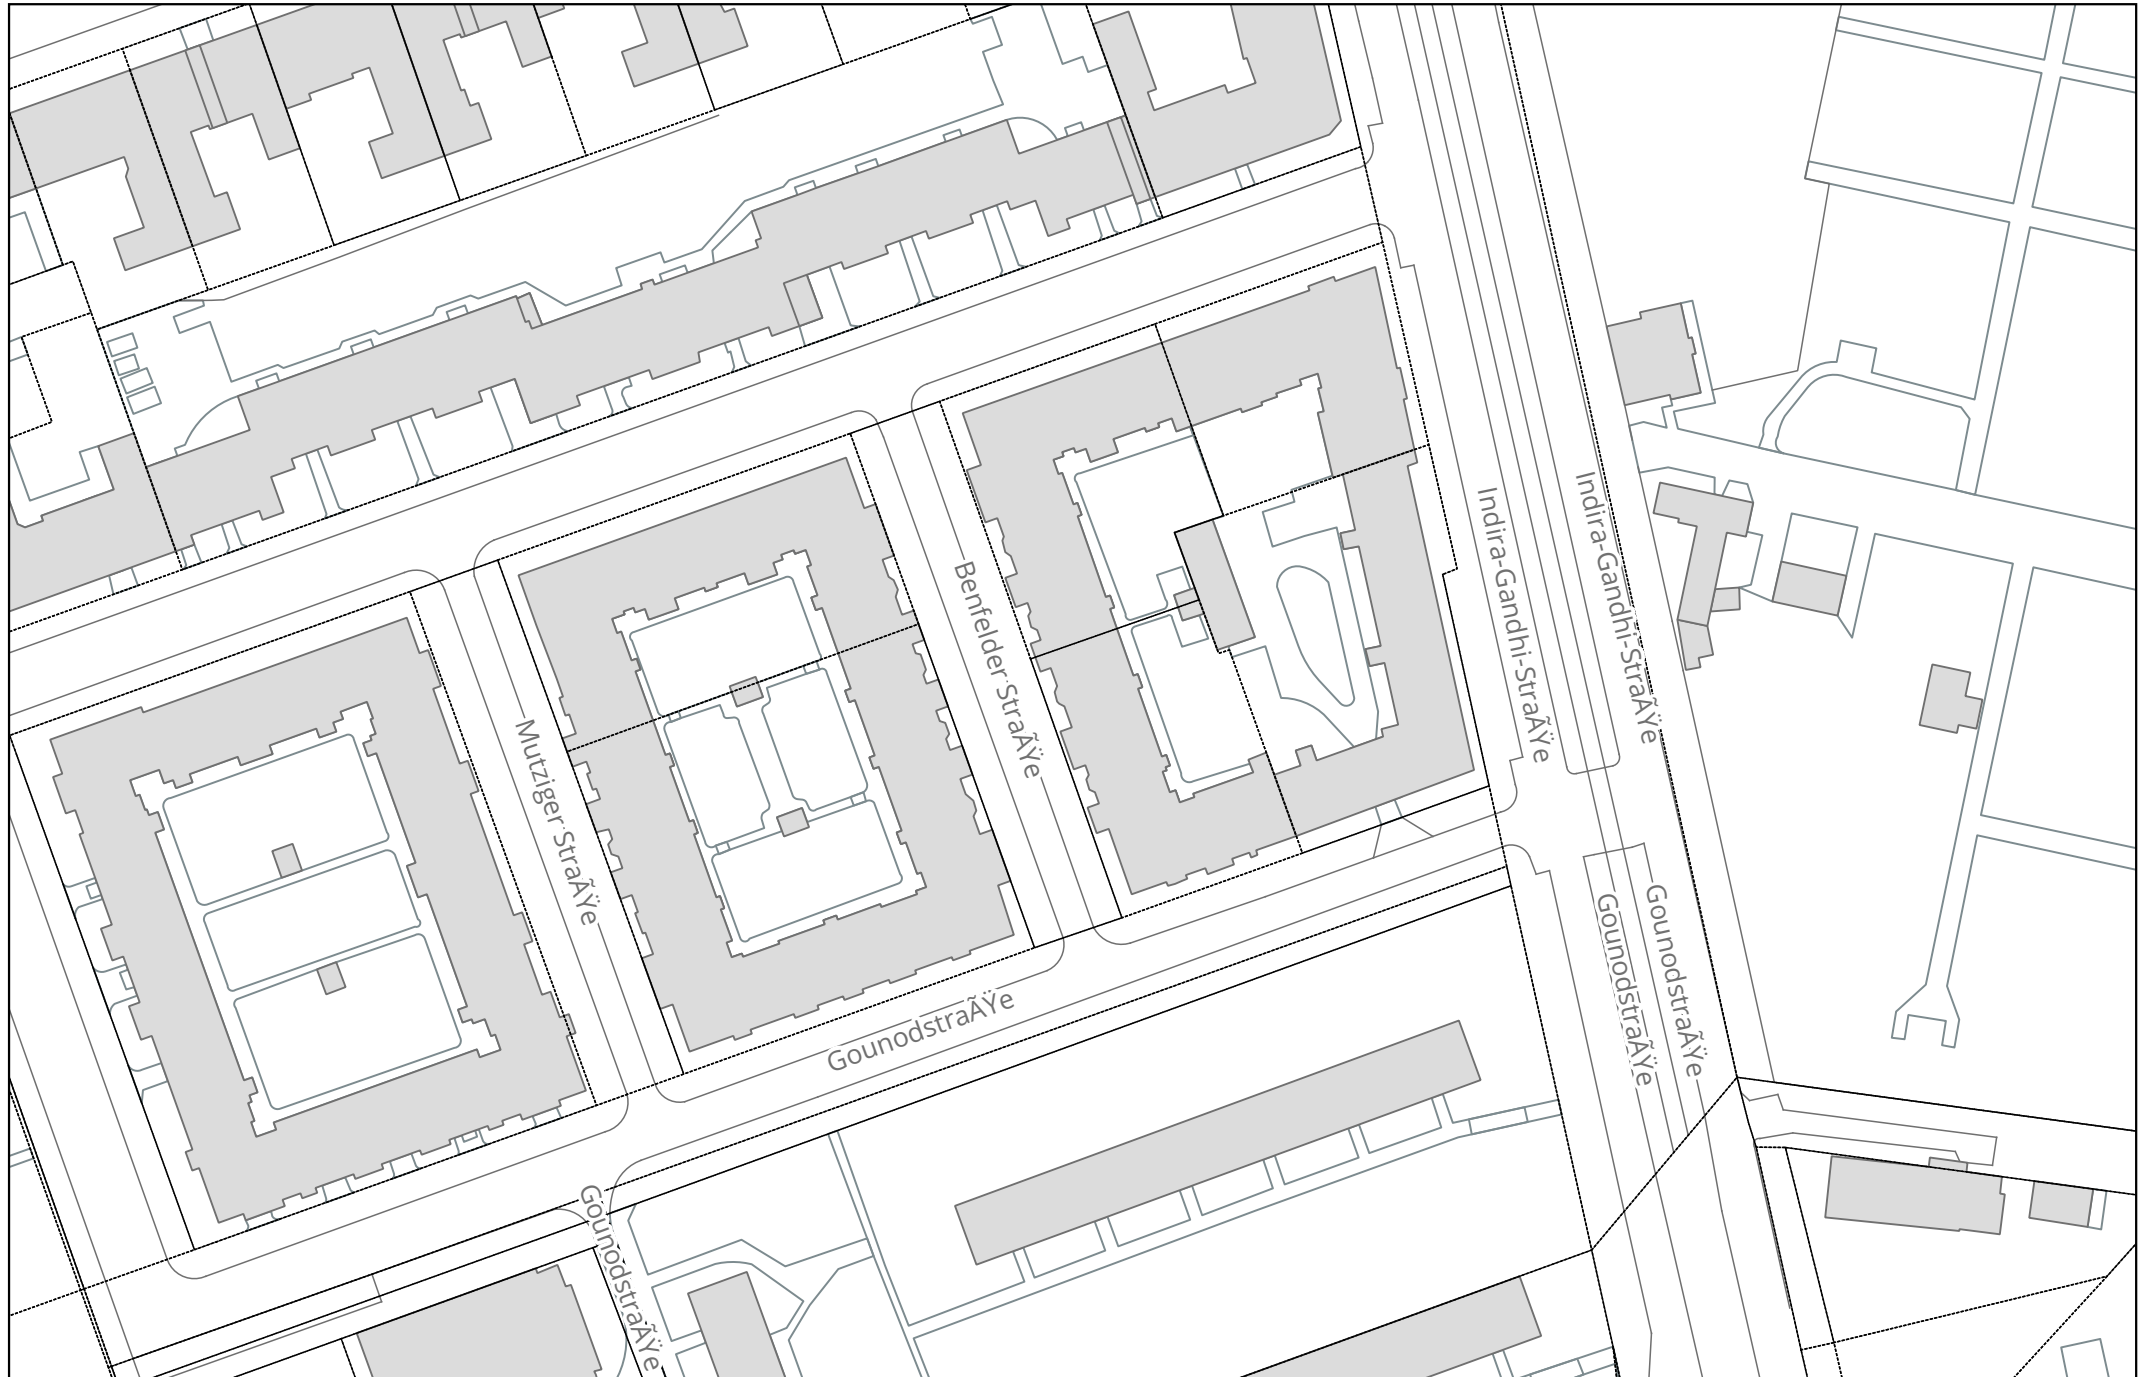 Indira-Gandhi-StraÃŸe
Indira-Gandhi-StraÃŸe
Benfelder StraÃŸe
Mutziger StraÃŸe
GounodstraÃŸe
GounodstraÃŸe
GounodstraÃŸe
GounodstraÃŸe